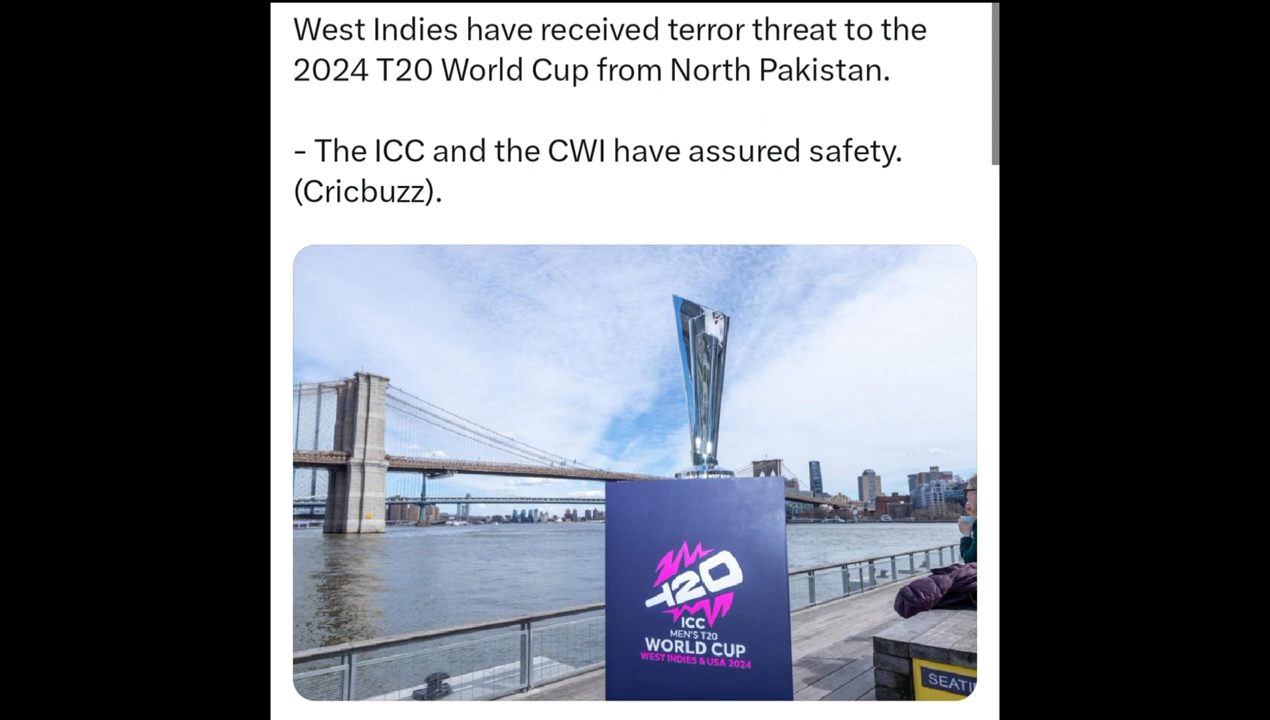 West Indies have received terror threat to the
2024 T20 World Cup from North Pakistan.
- The ICC and the CWI have assured safety.
(Cricbuzz).
T20
ICC
MEN'S T20
WORLD CUP
WEST INDIES & USA 2024